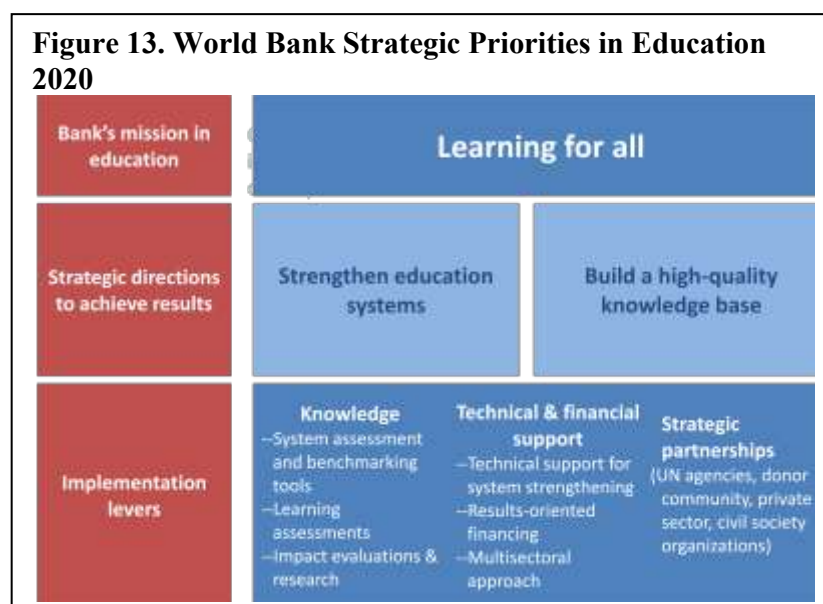 Figure 13. World Bank Strategic Priorities in Education
2020
Bank's mission in
education
Learning for all
Strategic directions
to achieve results
Strengthen education
systems
Build a high-quality
knowledge base
Implementation
levers
Knowledge
--System assessment
and benchmarking
tools
--Learning
assessments
--Impact evaluations &
research
Technical & financial
support
--Technical support for
system strengthening
--Results-oriented
financing
--Multisectoral
approach
Strategic
partnerships
(UN agencies, donor
community, private
sector, civil society
organizations)